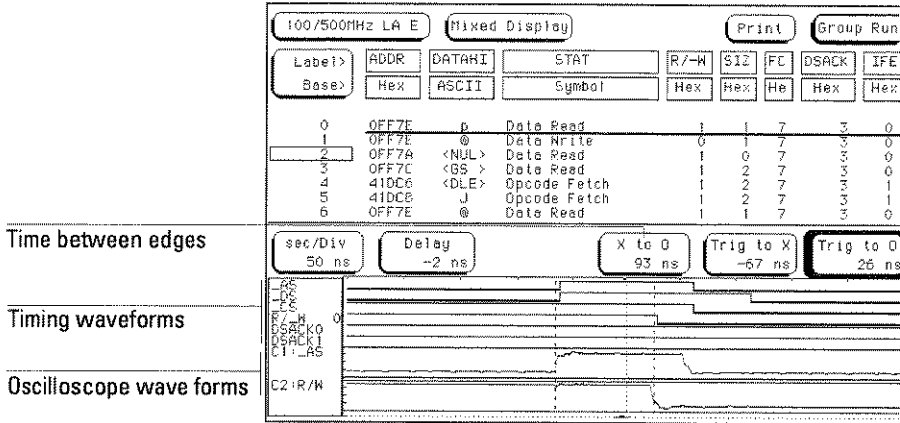 100/500MHz LA E Mixed Display Print Group Run
Label> ADDR DATAHI STAT R/-W SIZ FC DSACK IFE
Base> Hex ASCII Symbol Hex Hex He Hex Hex
0 0FF7E p Data Read 1 1 7 3 0
1 0FF7E @ Data Write 0 1 7 3 0
2 0FF7A <NUL> Data Read 1 0 7 3 0
3 0FF7C <GS > Data Read 1 2 7 3 0
4 41DC6 <DLE> Opcode Fetch 1 2 7 3 1
5 41DC8 J Opcode Fetch 1 2 7 3 1
6 0FF7E @ Data Read 1 1 7 3 0
Time between edges
sec/Div Delay X to O Trig to X Trig to O
50 ns -2 ns 93 ns -67 ns 26 ns
_AS
_DS
_CS
Timing waveforms
R/_W 0
DSACK0
DSACK1
C1:_AS
Oscilloscope wave forms
C2:R/W